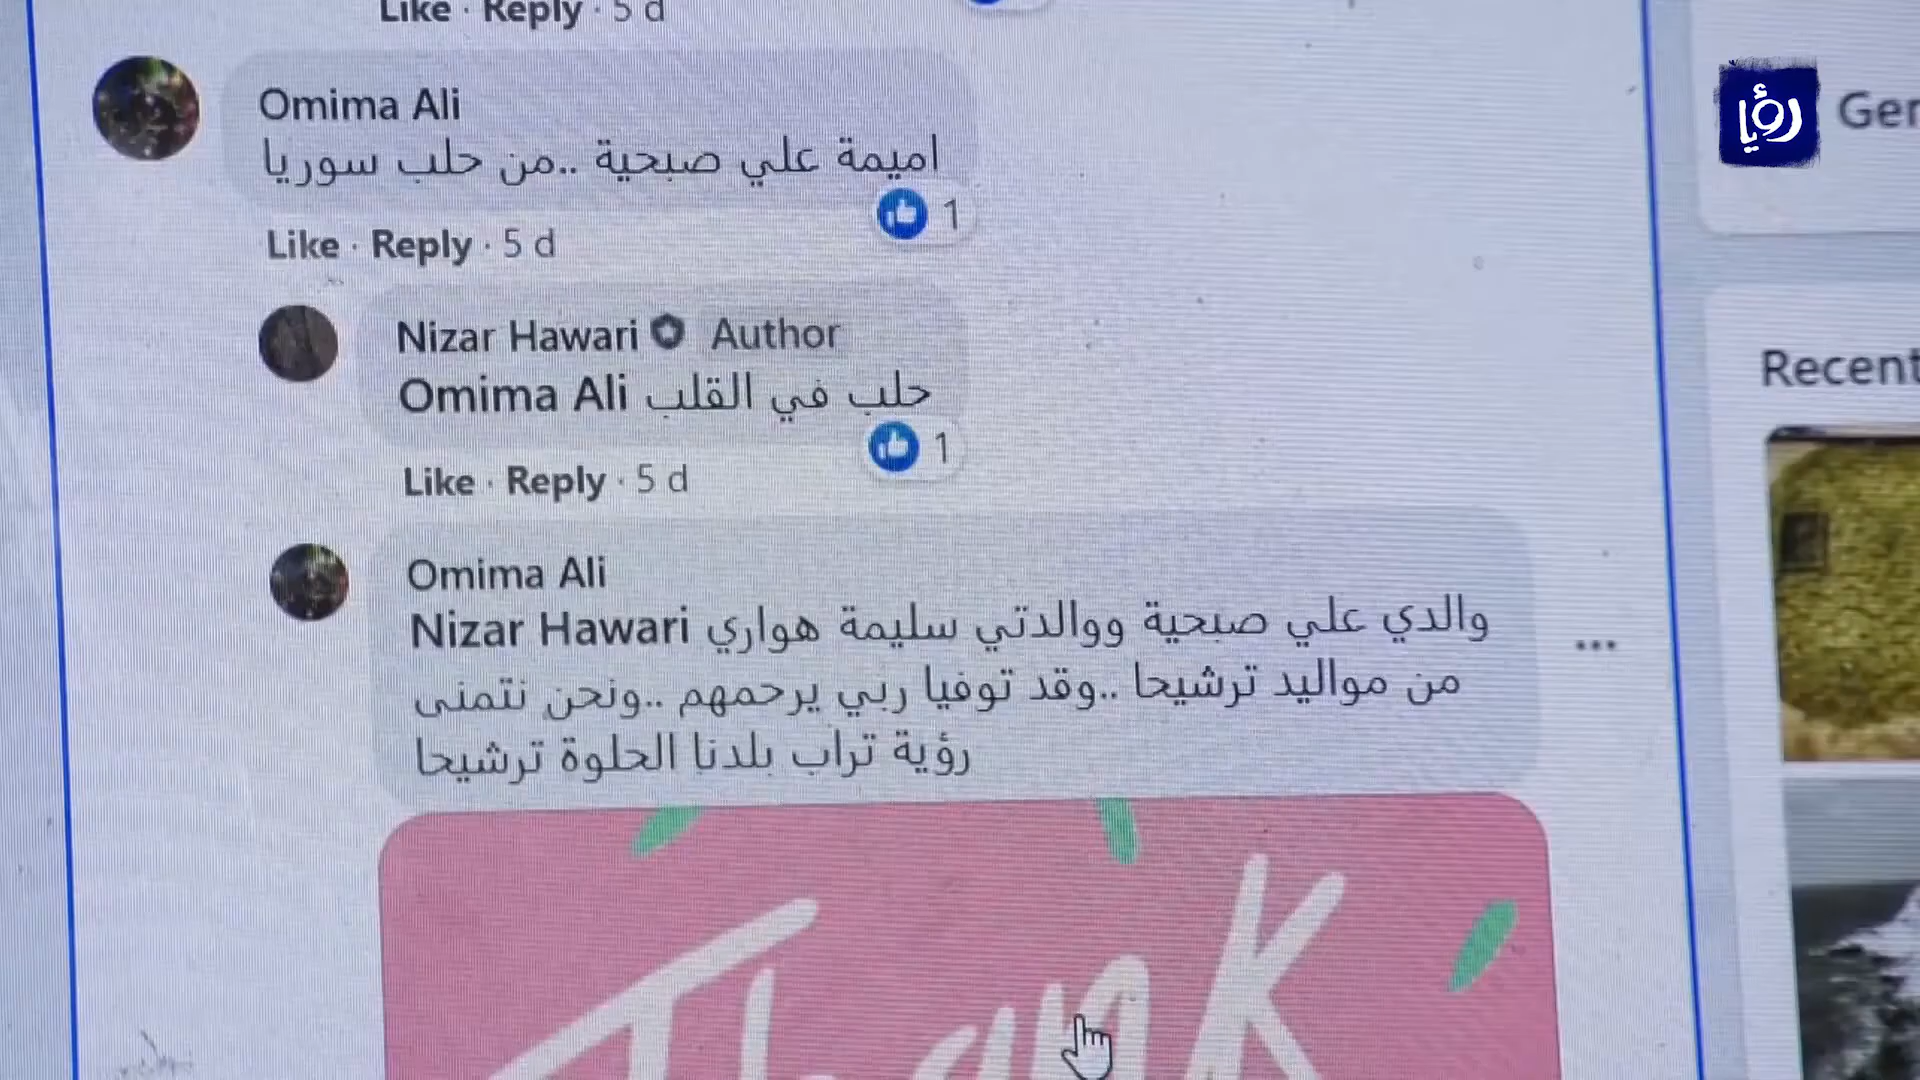 Like · Reply · 5 d
Omima Ali
اميمة علي صبحية ..من حلب سوريا
1
Like · Reply · 5 d
Nizar Hawari Author
Omima Ali حلب في القلب
1
Like · Reply · 5 d
Omima Ali
Nizar Hawari والدي علي صبحية ووالدتي سليمة هواري
من مواليد ترشيحا ..وقد توفيا ربي يرحمهم ..ونحن نتمنى
رؤية تراب بلدنا الحلوة ترشيحا
Thank
رؤيا
Recent